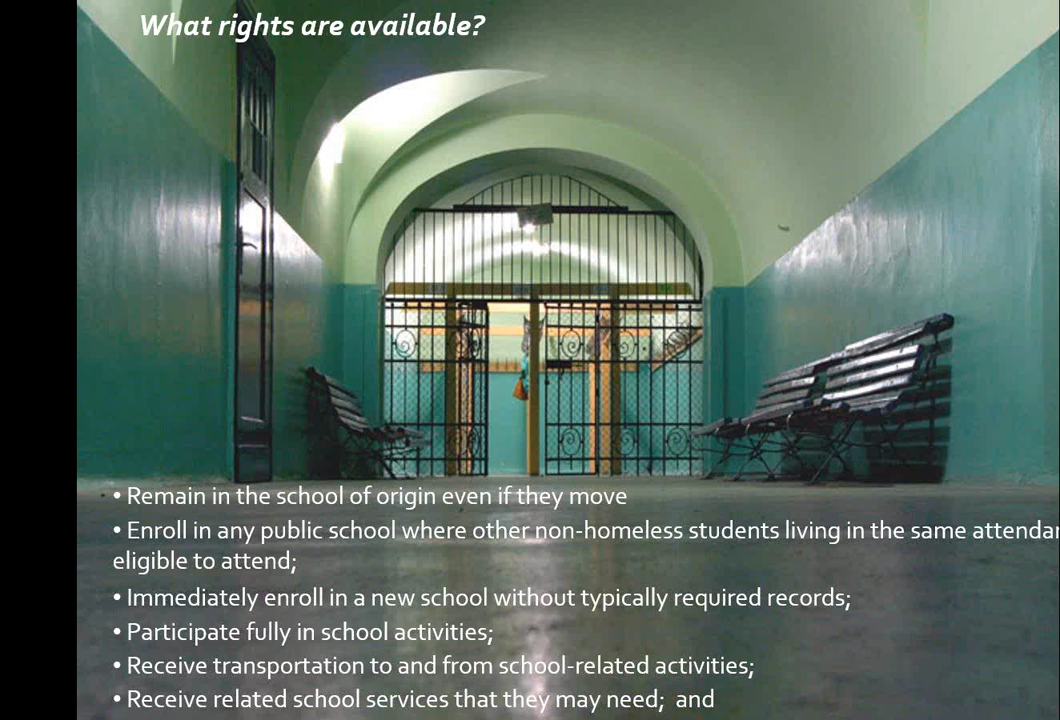 What rights are available?
• Remain in the school of origin even if they move
• Enroll in any public school where other non-homeless students living in the same
eligible to attend;
• Immediately enroll in a new school without typically required records;
• Participate fully in school activities;
• Receive transportation to and from school-related activities;
• Receive related school services that they may need;  and